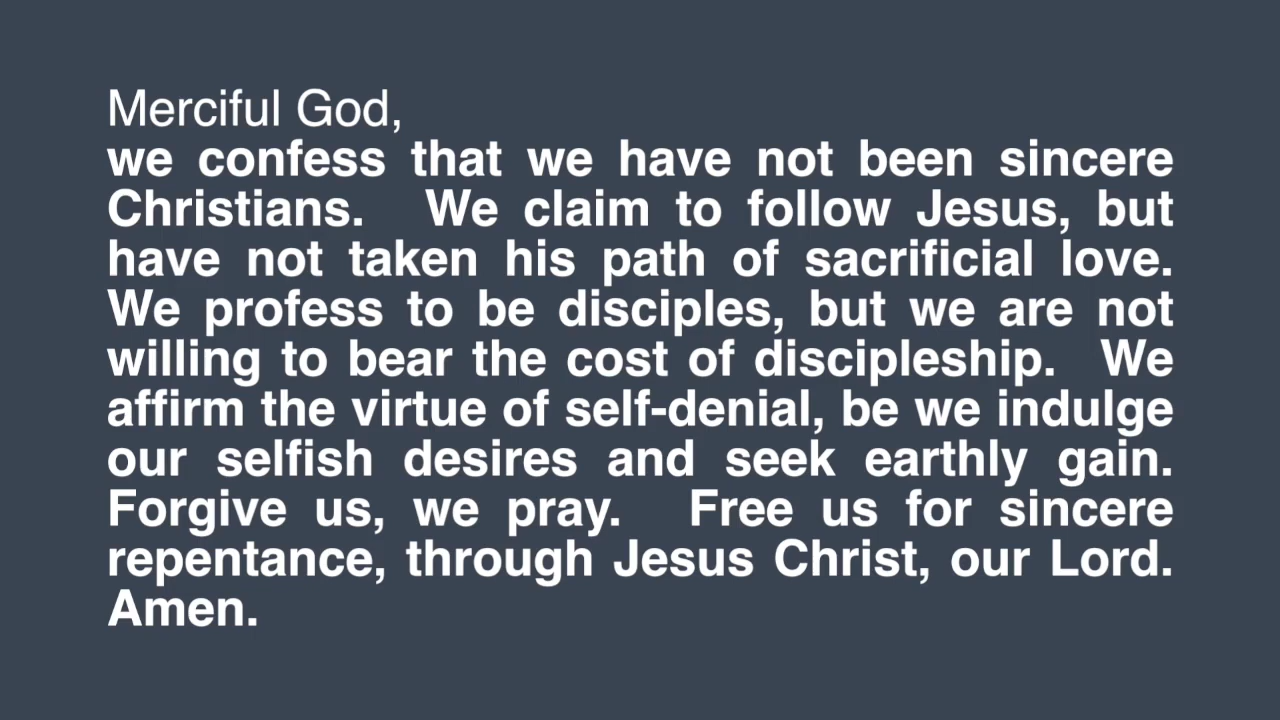 Merciful God,
we confess that we have not been sincere
Christians. We claim to follow Jesus, but
have not taken his path of sacrificial love.
We profess to be disciples, but we are not
willing to bear the cost of discipleship. We
affirm the virtue of self-denial, be we indulge
our selfish desires and seek earthly gain.
Forgive us, we pray. Free us for sincere
repentance, through Jesus Christ, our Lord.
Amen.